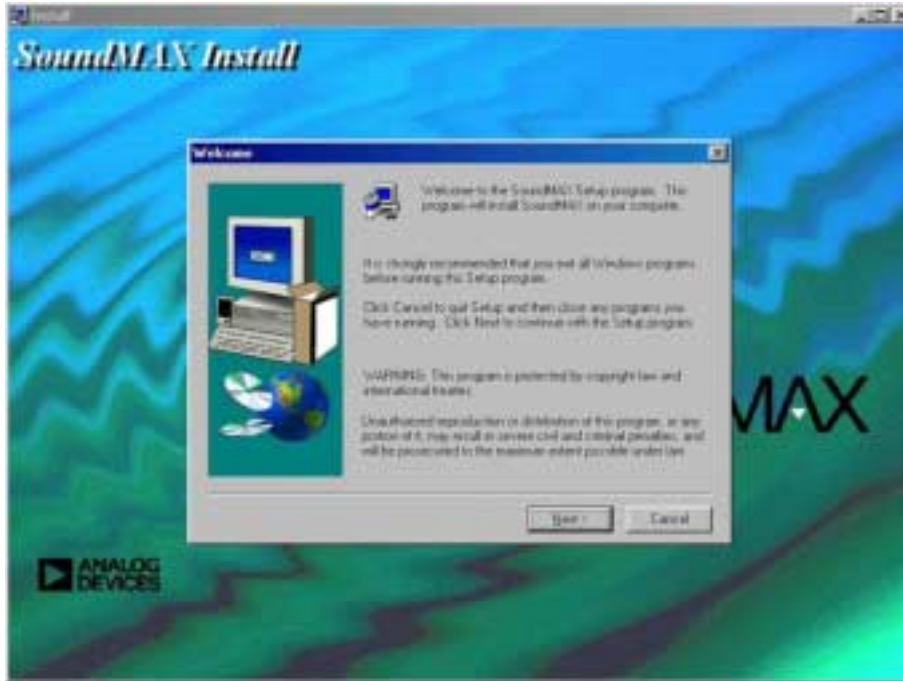 Install
SoundMAX Install
Welcome
Welcome to the SoundMAX Setup program. This
program will install SoundMAX on your computer.
It is strongly recommended that you exit all Windows programs
before running this Setup program.
Click Cancel to quit Setup and then close any programs you
have running. Click Next to continue with the Setup program.
WARNING: This program is protected by copyright law and
international treaties.
Unauthorized reproduction or distribution of this program, or any
portion of it, may result in severe civil and criminal penalties, and
will be prosecuted to the maximum extent possible under law.
MAX
Next >
Cancel
ANALOG
DEVICES